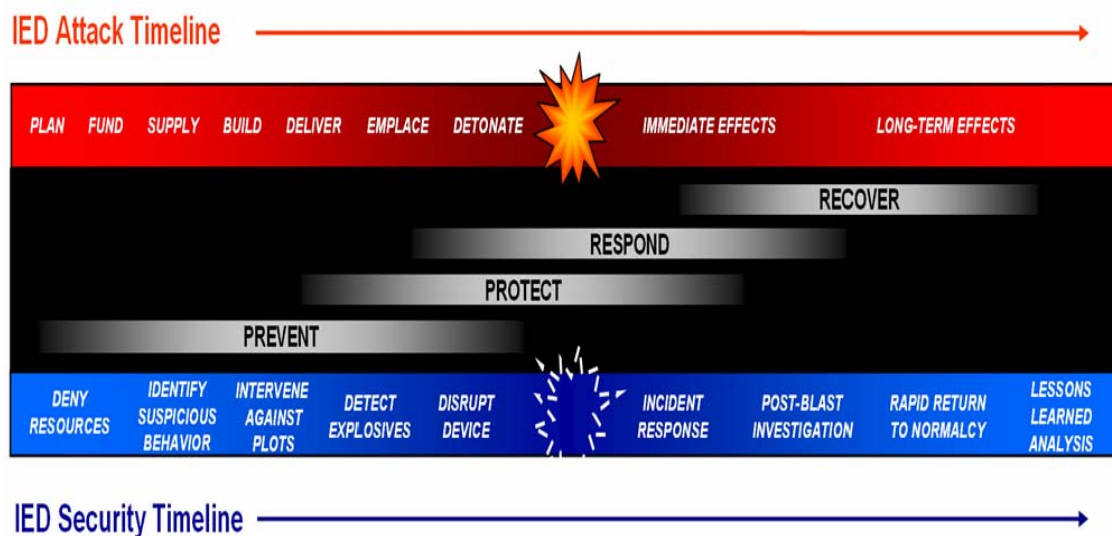 IED Attack Timeline
PLAN FUND SUPPLY BUILD DELIVER EMPLACE DETONATE IMMEDIATE EFFECTS LONG-TERM EFFECTS
RECOVER
RESPOND
PROTECT
PREVENT
DENY
RESOURCES
IDENTIFY
SUSPICIOUS
BEHAVIOR
INTERVENE
AGAINST
PLOTS
DETECT
EXPLOSIVES
DISRUPT
DEVICE
INCIDENT
RESPONSE
POST-BLAST
INVESTIGATION
RAPID RETURN
TO NORMALCY
LESSONS
LEARNED
ANALYSIS
IED Security Timeline